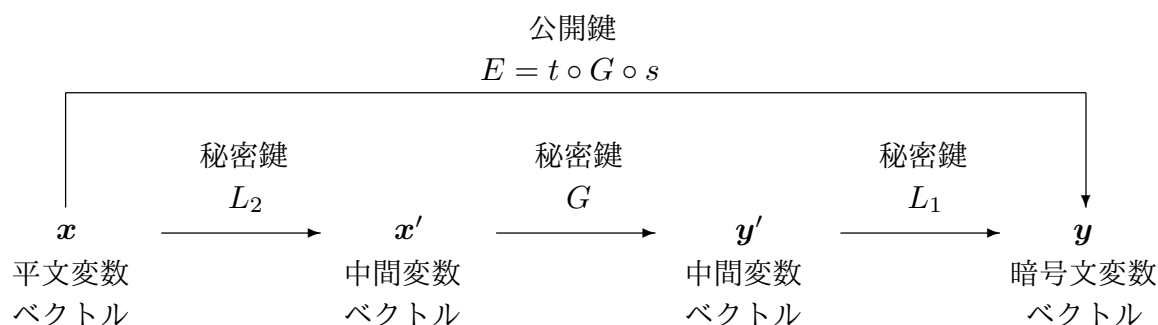 公開鍵
E = t ∘ G ∘ s
秘密鍵 秘密鍵 秘密鍵
L₂ G L₁
x x′ y′ y
平文変数 中間変数 中間変数 暗号文変数
ベクトル ベクトル ベクトル ベクトル